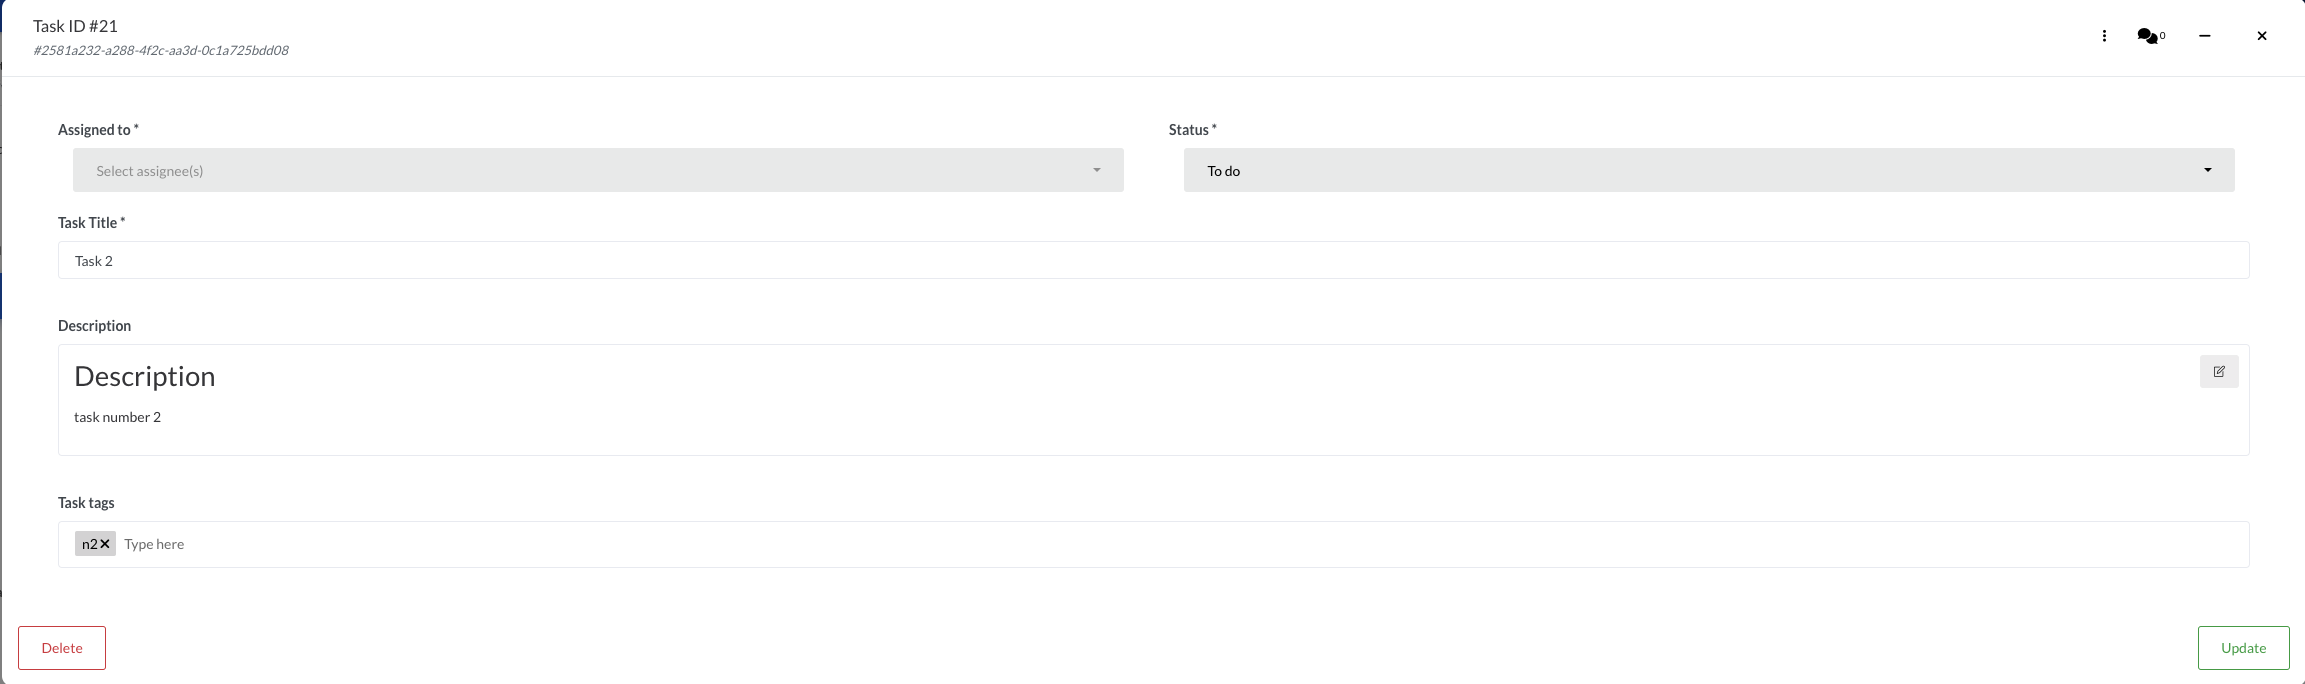 Task ID #21
#2581a232-a288-4f2c-aa3d-0c1a725bdd08
0
Assigned to *
Status *
Select assignee(s)
To do
Task Title *
Task 2
Description
Description
task number 2
Task tags
n2 Type here
Delete
Update